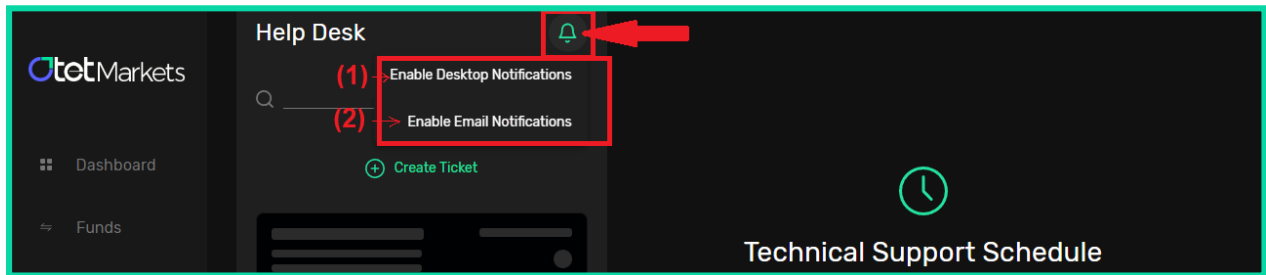 Help Desk
OtetMarkets
(1) Enable Desktop Notifications
(2) Enable Email Notifications
Dashboard
Create Ticket
Funds
Technical Support Schedule